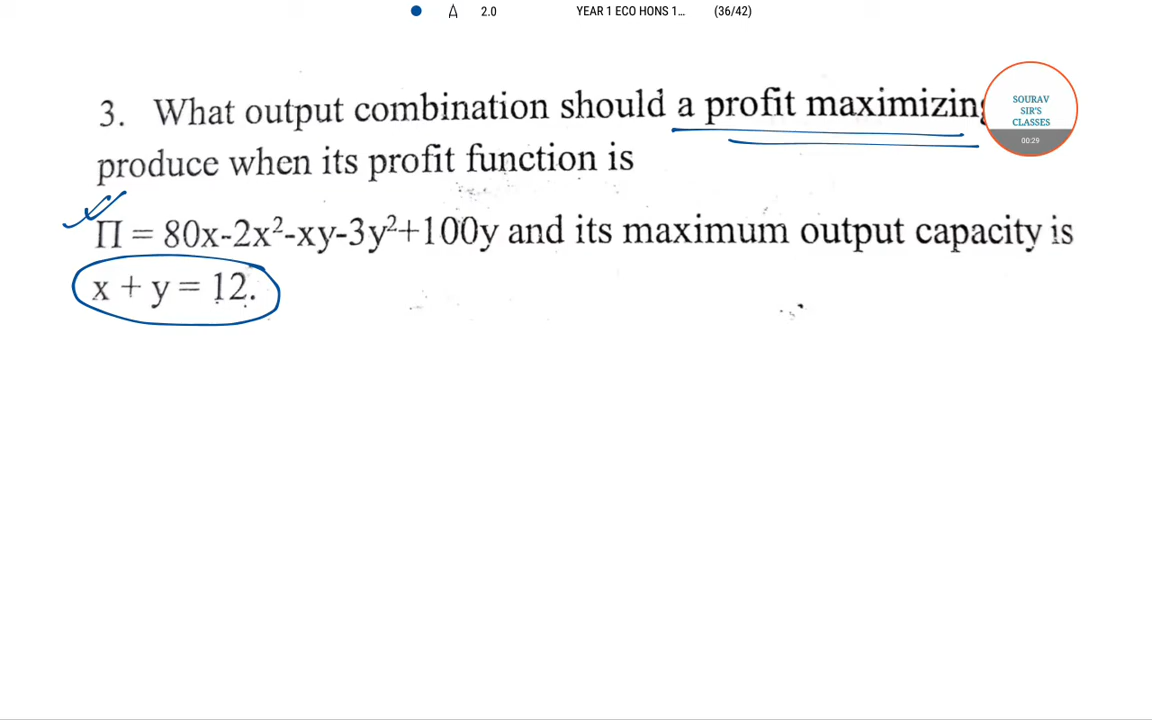 2.0 YEAR 1 ECO HONS 1... (36/42)
3. What output combination should a profit maximizing
produce when its profit function is
Π = 80x-2x²-xy-3y²+100y and its maximum output capacity is
x + y = 12.
SOURAV
SIR'S
CLASSES
00:29